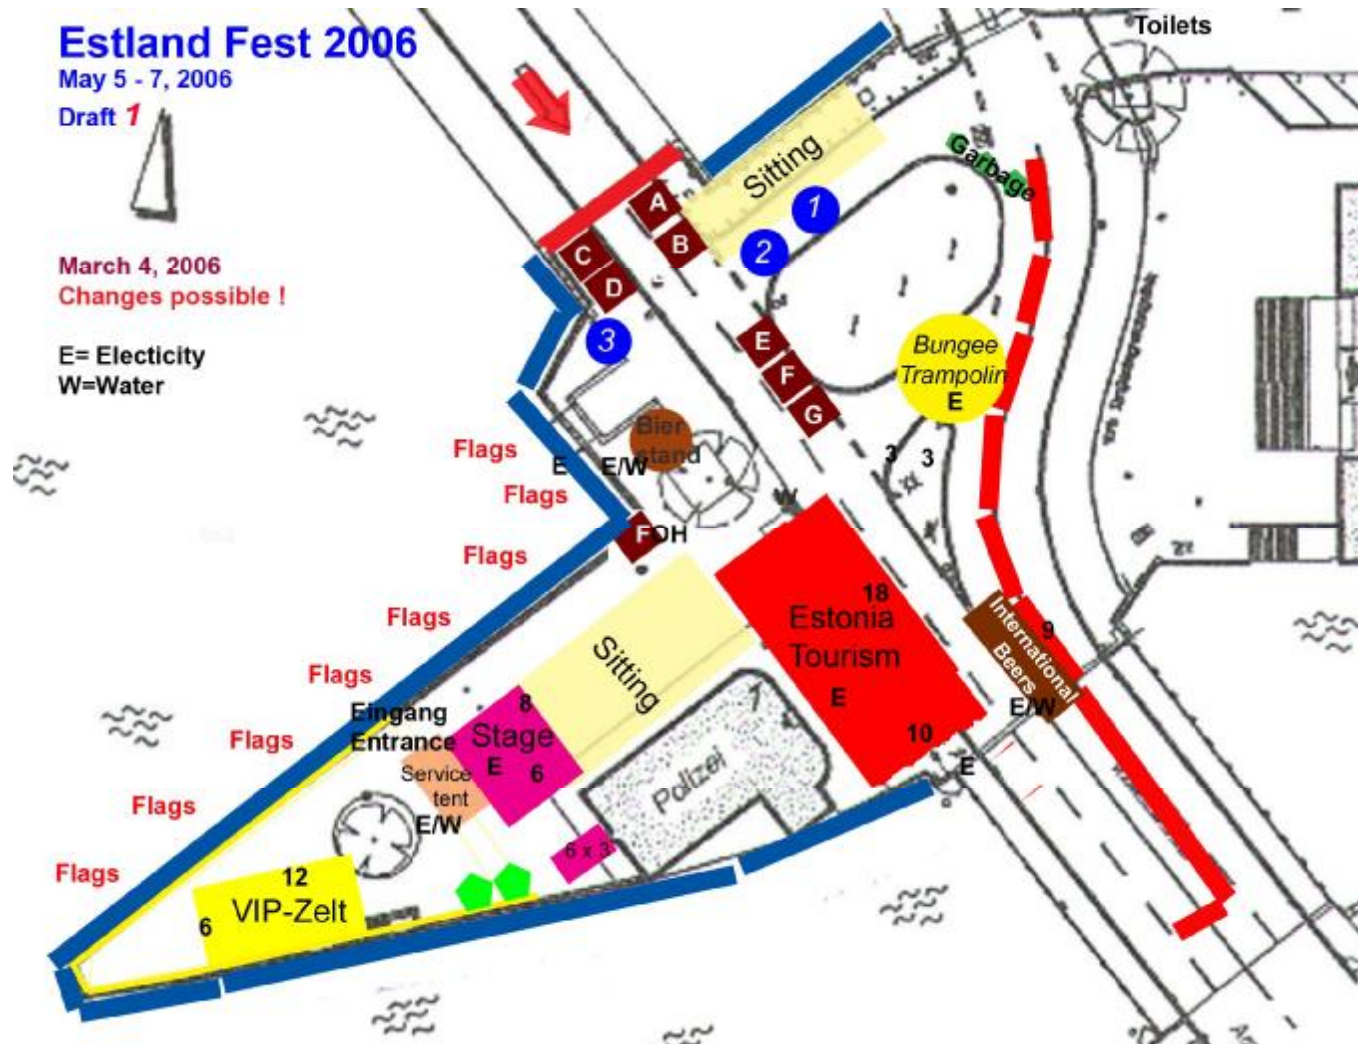 Estland Fest 2006
May 5 - 7, 2006
Draft 1
March 4, 2006
Changes possible !
E= Electicity
W=Water
Toilets
Sitting
Garbage
A
B
C
D
1
2
3
E
F
G
Bungee
Trampolin
E
3
3
Bier
stand
E
E/W
W
FOH
Flags
Flags
Flags
Flags
Flags
Flags
Flags
Flags
18
Estonia
Tourism
E
10
E
9
International
Beers
E/W
Sitting
Eingang
Entrance
8
Stage
E
6
Service
tent
E/W
Polizei
6 x 3
12
VIP-Zelt
6